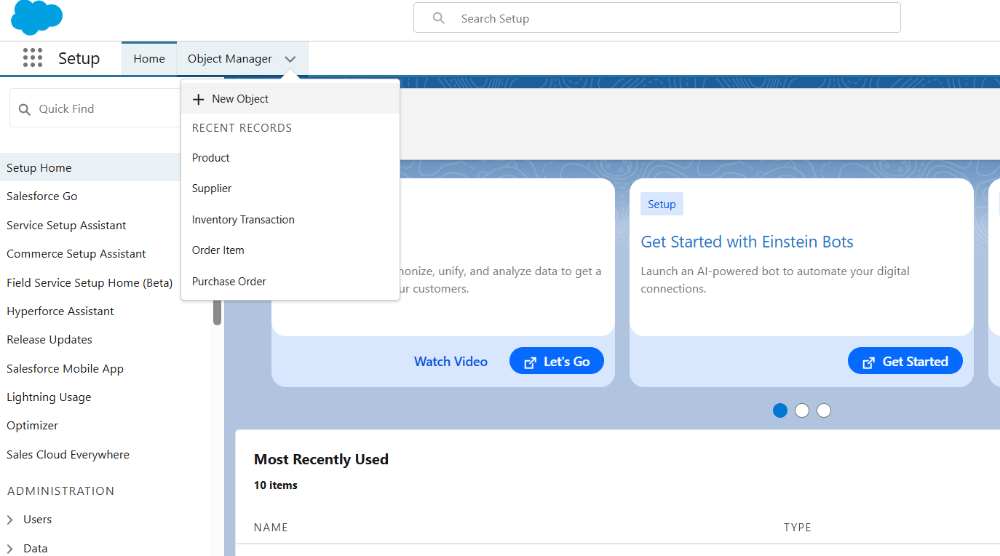 Search Setup
Setup
Home
Object Manager
Quick Find
New Object
RECENT RECORDS
Product
Supplier
Inventory Transaction
Order Item
Purchase Order
Setup Home
Salesforce Go
Service Setup Assistant
Commerce Setup Assistant
Field Service Setup Home (Beta)
Hyperforce Assistant
Release Updates
Salesforce Mobile App
Lightning Usage
Optimizer
Sales Cloud Everywhere
ADMINISTRATION
Users
Data
unify, and analyze data to get a
customers.
Watch Video
Let's Go
Setup
Get Started with Einstein Bots
Launch an AI-powered bot to automate your digital
connections.
Get Started
Most Recently Used
10 items
NAME
TYPE